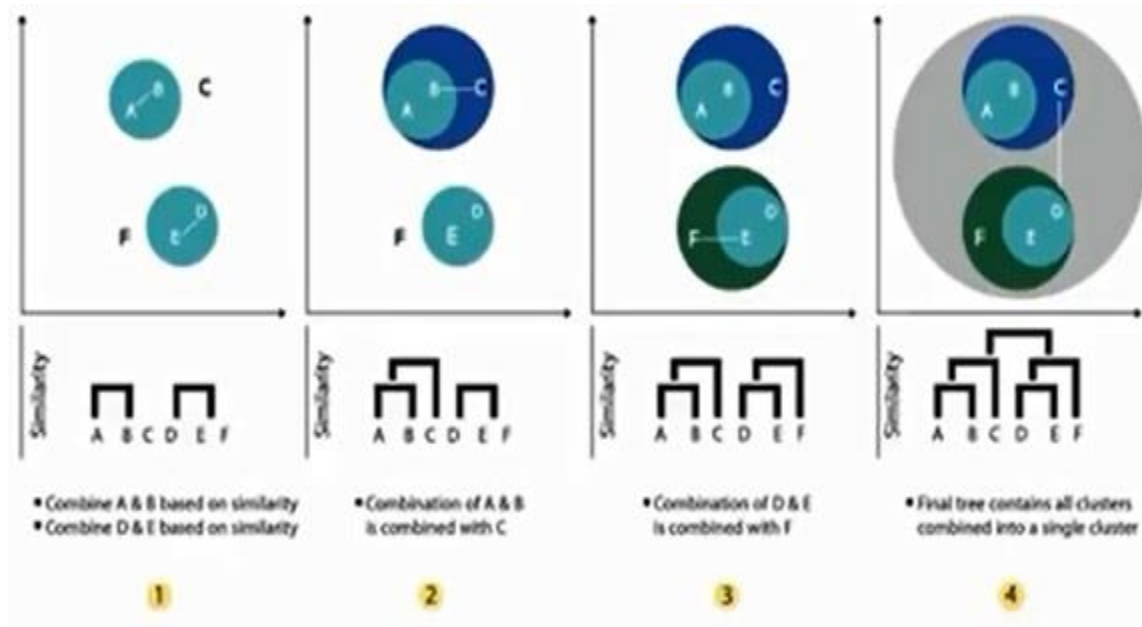 A B C
F E D
A B C
F E D
A B C
F E D
A B C
F E D
Similarity
A B C D E F
Similarity
A B C D E F
Similarity
A B C D E F
Similarity
A B C D E F
▪ Combine A & B based on similarity
▪ Combine D & E based on similarity
▪ Combination of A & B
is combined with C
▪ Combination of D & E
is combined with F
▪ Final tree contains all clusters
combined into a single cluster
1
2
3
4